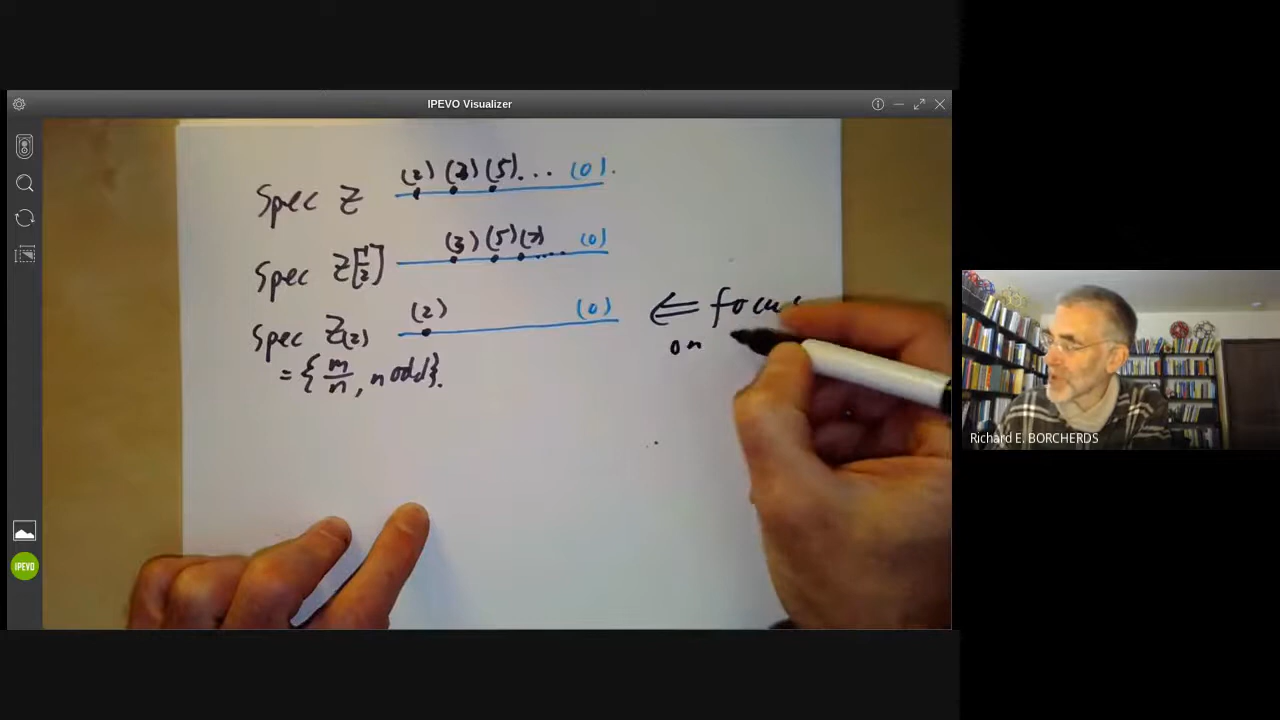 IPEVO Visualizer
(2) (3) (5)... (0).
Spec Z
(3) (5) (7).... (0)
Spec Z[1/2]
(2) (0)
Spec Z(2)
⇐ focus
on
= { m/n , n odd}.
Richard E. BORCHERDS
IPEVO